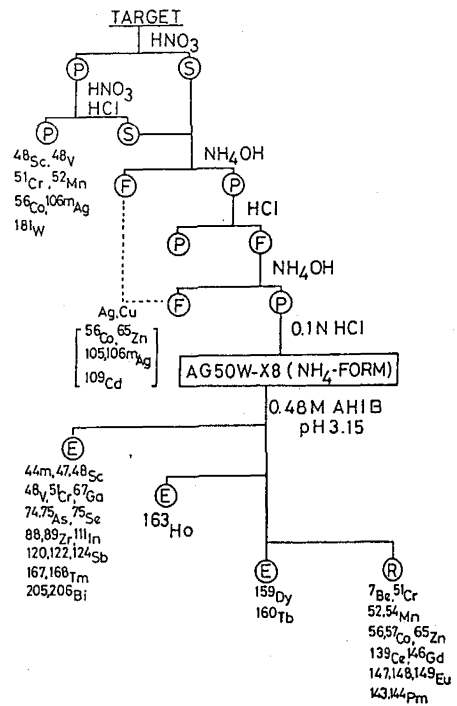 TARGET
HNO3
P
S
HNO3
HCl
P
S
48Sc, 48V
51Cr, 52Mn
56Co, 106mAg
181W
NH4OH
F
P
HCl
P
F
NH4OH
F
P
Ag, Cu
56Co, 65Zn
105,106mAg
109Cd
0.1N HCl
AG50W-X8 (NH4-FORM)
0.48M AHIB
pH 3.15
E
44m, 47, 48Sc
48V, 51Cr, 67Ga
74,75As, 75Se
88,89Zr, 111In
120,122,124Sb
167,168Tm
205,206Bi
E
163Ho
E
159Dy
160Tb
R
7Be, 51Cr
52,54Mn
56,57Co, 65Zn
139Ce, 146Gd
147,148,149Eu
143,144Pm